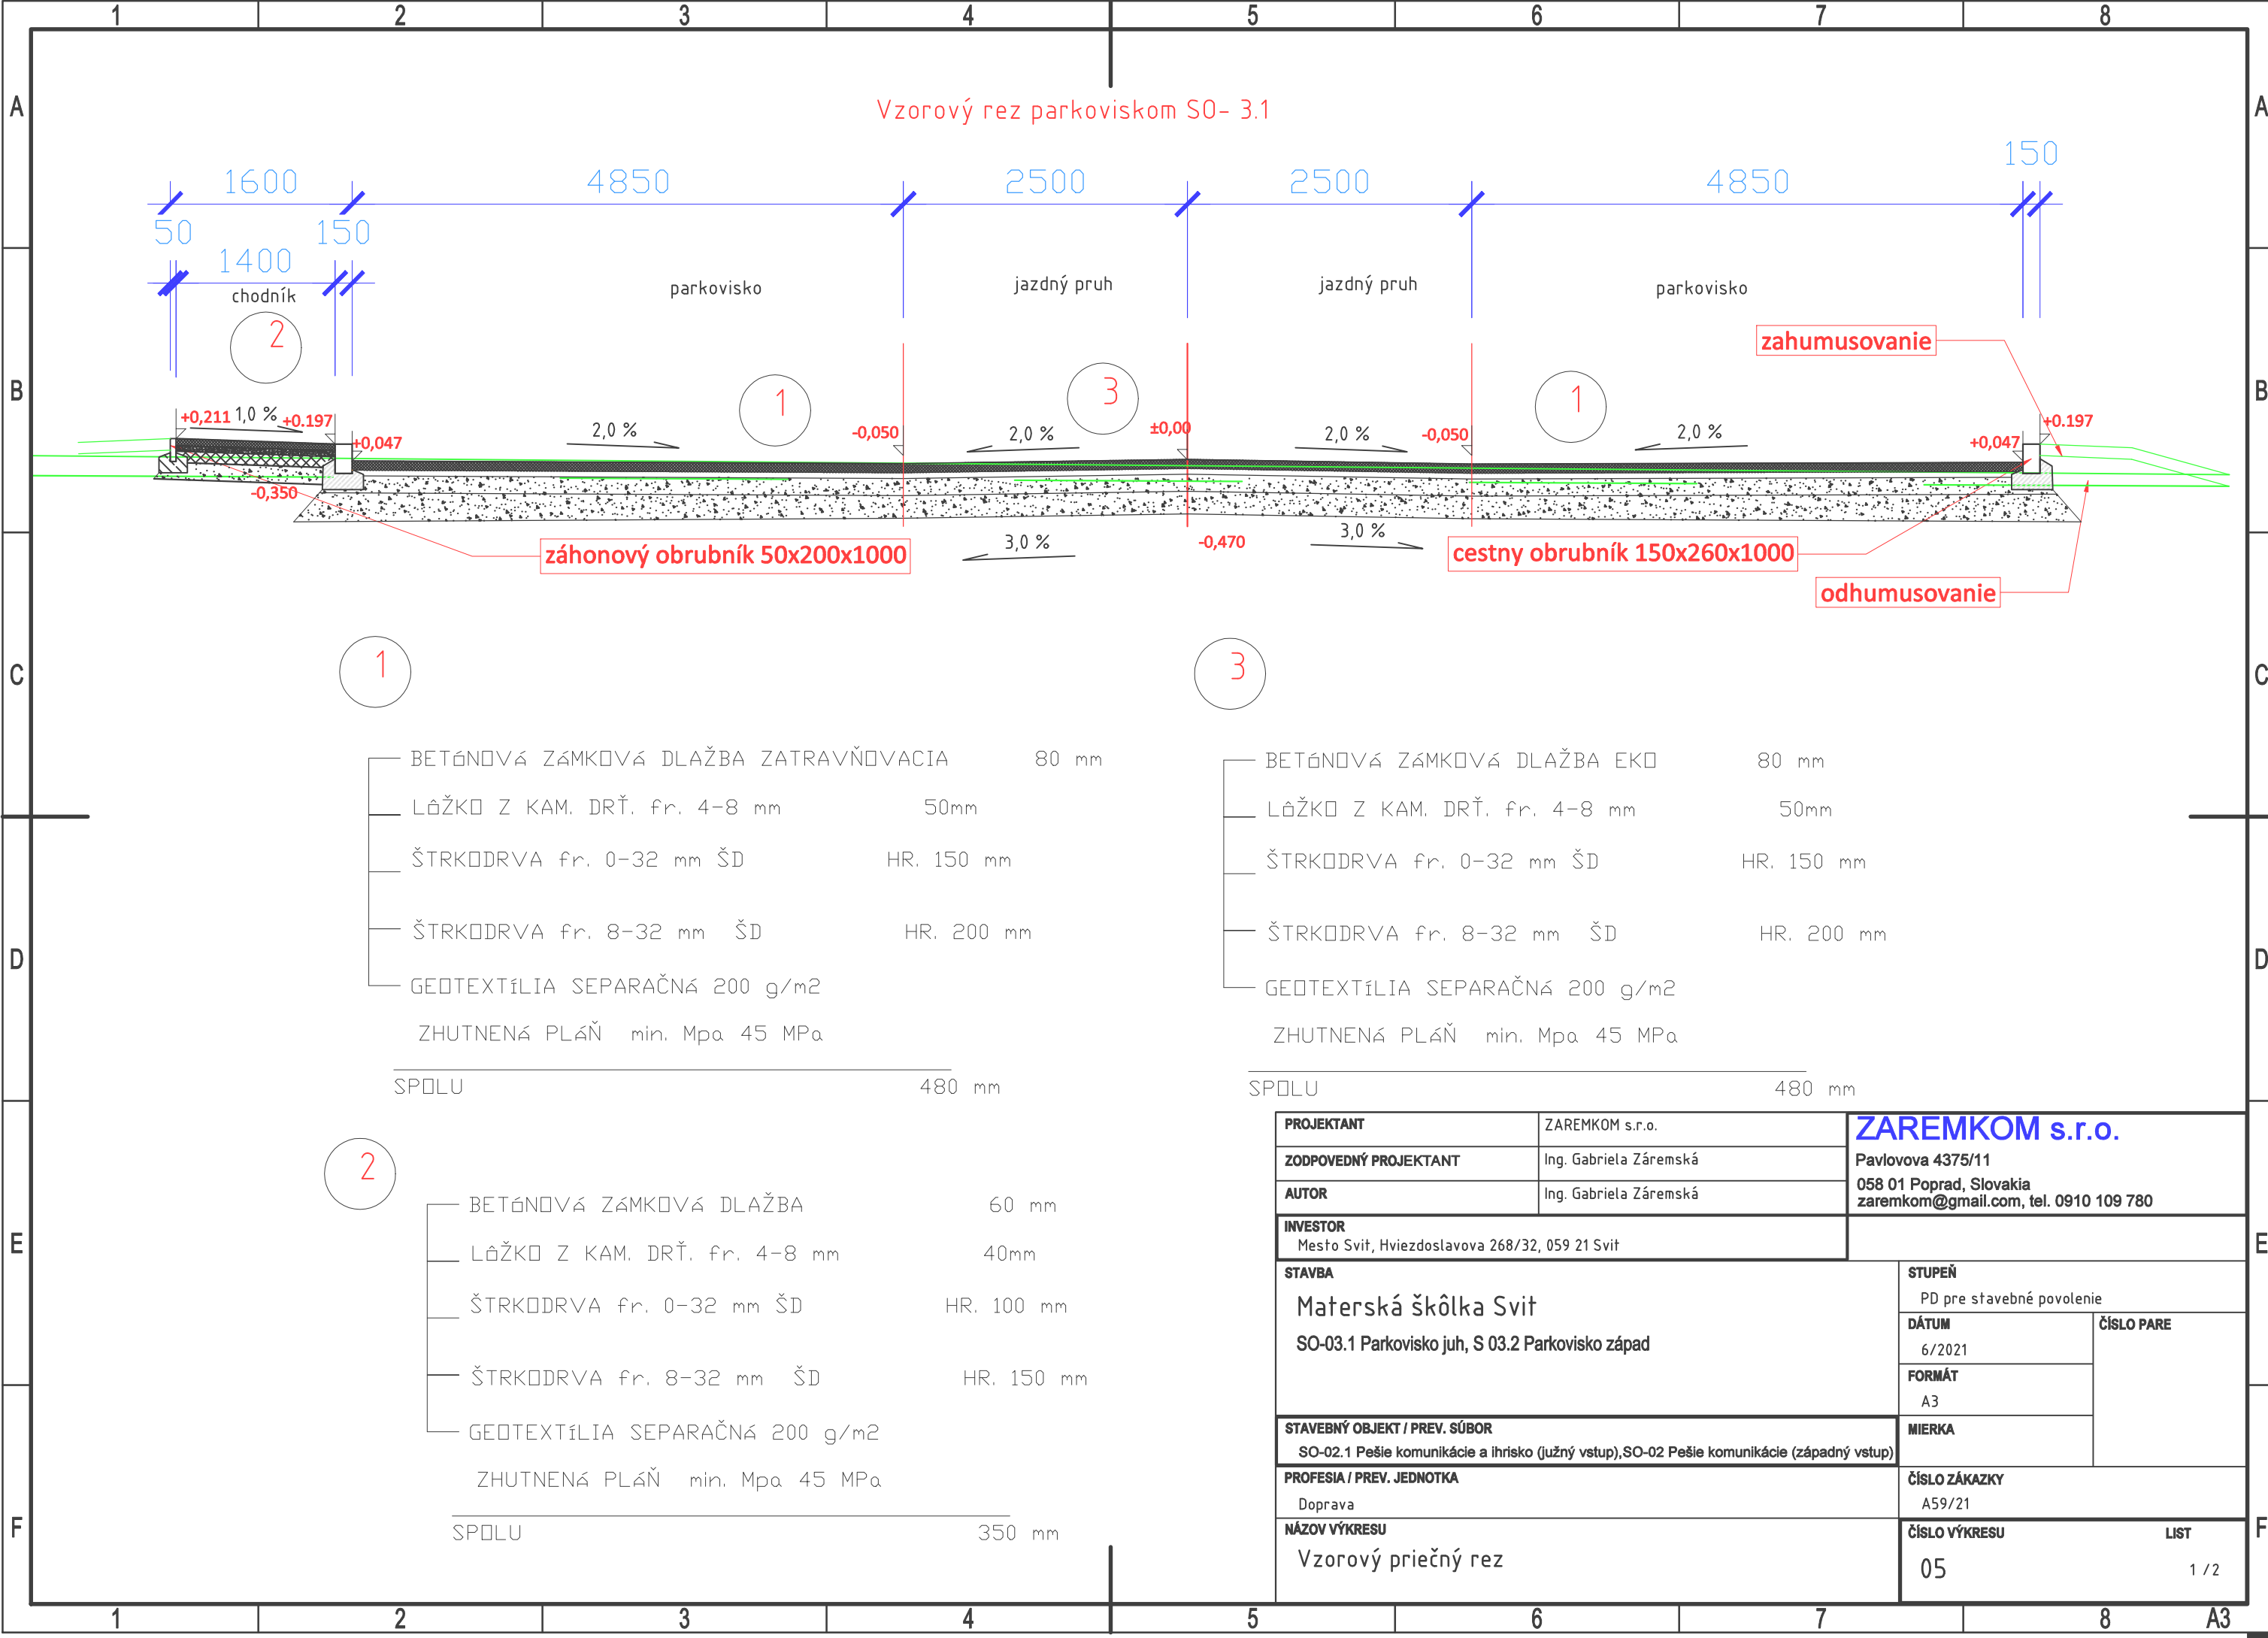 1 2 3 4 5 6 7 8
A A
Vzorový rez parkoviskom SO- 3.1
150
1600 4850 2500 2500 4850
50 150
1400
chodník parkovisko jazdný pruh jazdný pruh parkovisko
2
zahumusovanie
B B
1 3 1
+0,211 1,0 % +0.197 +0,047 2,0 % -0,050 2,0 % ±0,00 2,0 % -0,050 2,0 % +0,047 +0.197
-0,350
3,0 % -0,470 3,0 %
záhonový obrubník 50x200x1000
cestny obrubník 150x260x1000
odhumusovanie
C C
1
BETóNOVá ZáMKOVá DLAŽBA ZATRAVŇOVACIA 80 mm
LôŽKO Z KAM. DRŤ. fr. 4-8 mm 50mm
ŠTRKODRVA fr. 0-32 mm ŠD HR. 150 mm
ŠTRKODRVA fr. 8-32 mm ŠD HR. 200 mm
GEOTEXTíLIA SEPARAČNá 200 g/m2
ZHUTNENá PLáŇ min. Mpa 45 MPa
SPOLU 480 mm
3
BETóNOVá ZáMKOVá DLAŽBA EKO 80 mm
LôŽKO Z KAM. DRŤ. fr. 4-8 mm 50mm
ŠTRKODRVA fr. 0-32 mm ŠD HR. 150 mm
ŠTRKODRVA fr. 8-32 mm ŠD HR. 200 mm
GEOTEXTíLIA SEPARAČNá 200 g/m2
ZHUTNENá PLáŇ min. Mpa 45 MPa
SPOLU 480 mm
D D
2
BETóNOVá ZáMKOVá DLAŽBA 60 mm
LôŽKO Z KAM. DRŤ. fr. 4-8 mm 40mm
ŠTRKODRVA fr. 0-32 mm ŠD HR. 100 mm
ŠTRKODRVA fr. 8-32 mm ŠD HR. 150 mm
GEOTEXTíLIA SEPARAČNá 200 g/m2
ZHUTNENá PLáŇ min. Mpa 45 MPa
SPOLU 350 mm
E E
PROJEKTANT ZAREMKOM s.r.o.
ZODPOVEDNÝ PROJEKTANT Ing. Gabriela Záremská
AUTOR Ing. Gabriela Záremská
ZAREMKOM s.r.o.
Pavlovova 4375/11
058 01 Poprad, Slovakia
zaremkom@gmail.com, tel. 0910 109 780
INVESTOR
Mesto Svit, Hviezdoslavova 268/32, 059 21 Svit
STAVBA
Materská škôlka Svit
SO-03.1 Parkovisko juh, S 03.2 Parkovisko západ
STUPEŇ
PD pre stavebné povolenie
DÁTUM
6/2021
ČÍSLO PARE
FORMÁT
A3
MIERKA
STAVEBNÝ OBJEKT / PREV. SÚBOR
SO-02.1 Pešie komunikácie a ihrisko (južný vstup),SO-02 Pešie komunikácie (západný vstup)
PROFESIA / PREV. JEDNOTKA
Doprava
ČÍSLO ZÁKAZKY
A59/21
NÁZOV VÝKRESU
Vzorový priečný rez
ČÍSLO VÝKRESU
05
LIST
1 /2
F F
1 2 3 4 5 6 7 8 A3